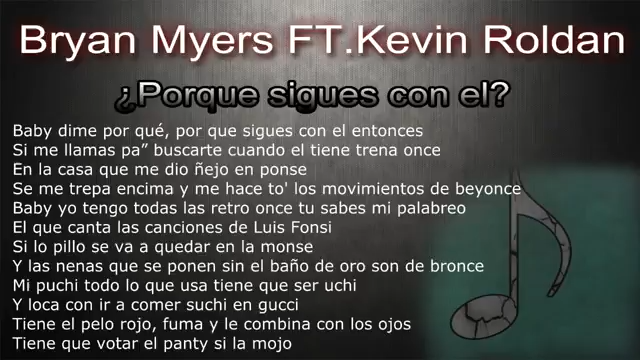 Bryan Myers FT.Kevin Roldan
¿Porque sigues con el?
Baby dime por qué, por que sigues con el entonces
Si me llamas pa” buscarte cuando el tiene trena once
En la casa que me dio ñejo en ponse
Se me trepa encima y me hace to' los movimientos de beyonce
Baby yo tengo todas las retro once tu sabes mi palabreo
El que canta las canciones de Luis Fonsi
Si lo pillo se va a quedar en la monse
Y las nenas que se ponen sin el baño de oro son de bronce
Mi puchi todo lo que usa tiene que ser uchi
Y loca con ir a comer suchi en gucci
Tiene el pelo rojo, fuma y le combina con los ojos
Tiene que votar el panty si la mojo